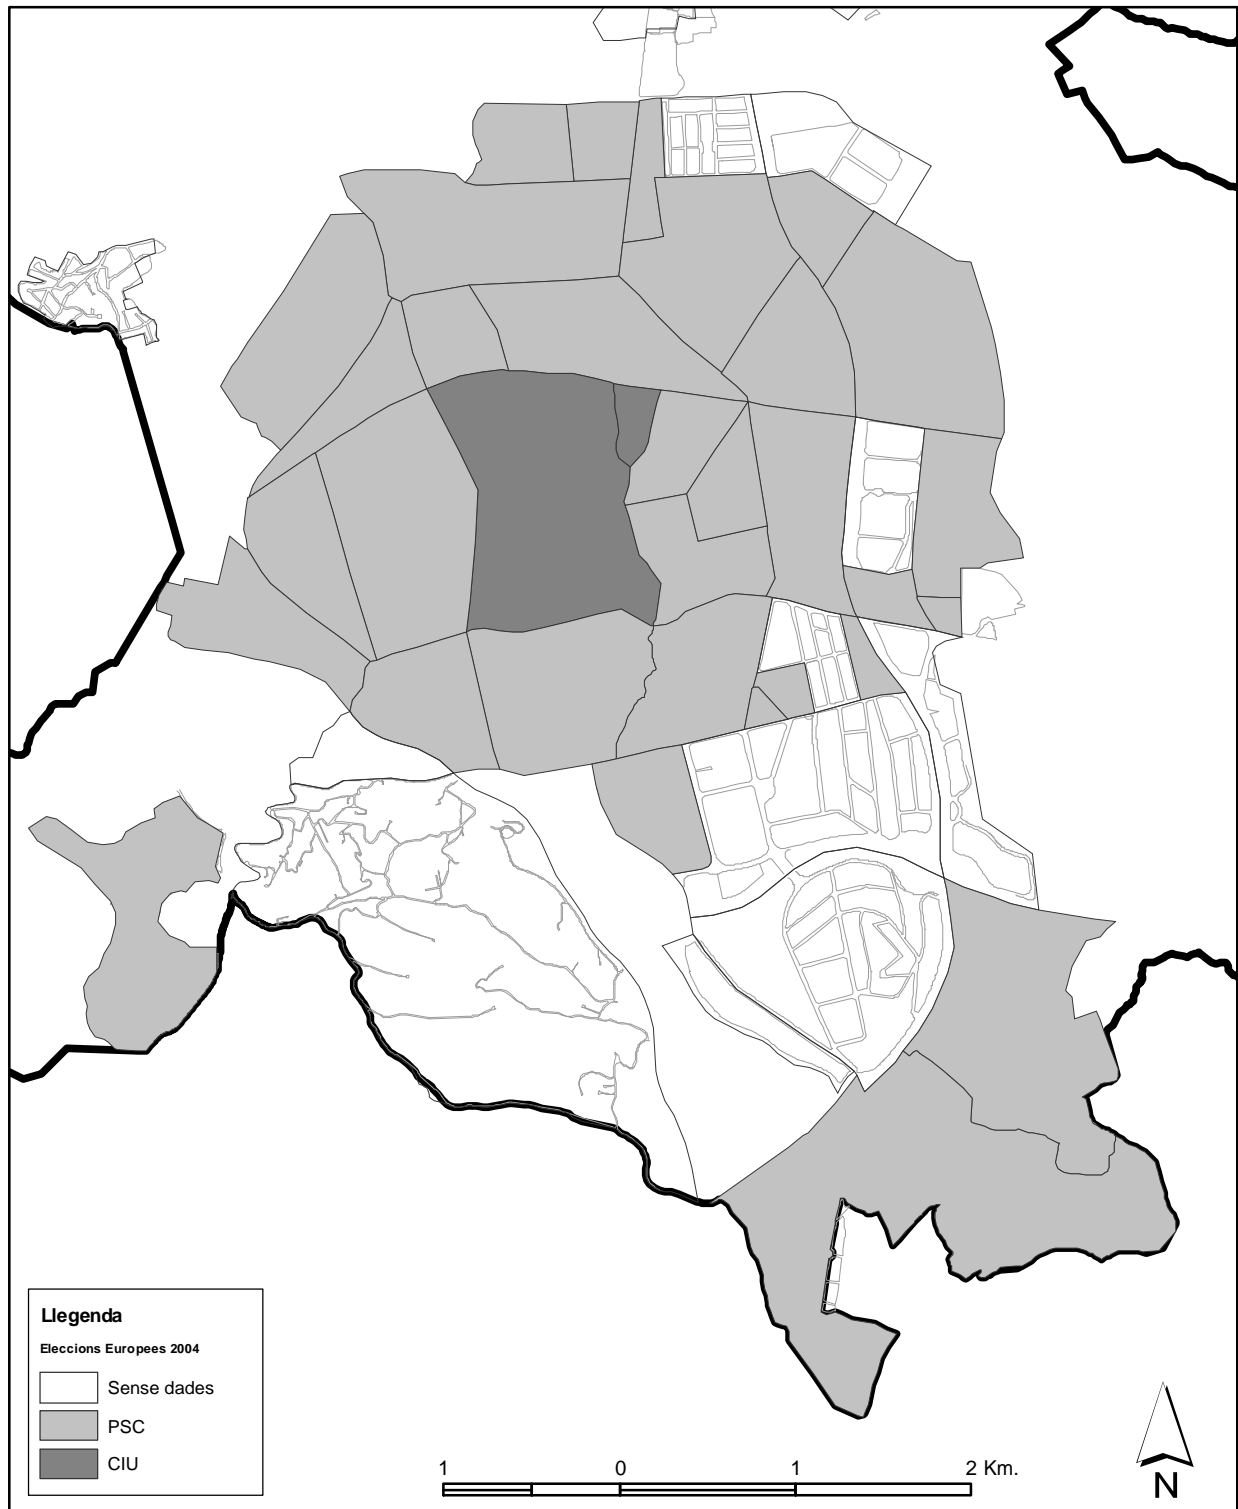 Llegenda
Eleccions Europees 2004
Sense dades
PSC
CIU
1 0 1 2 Km.
N